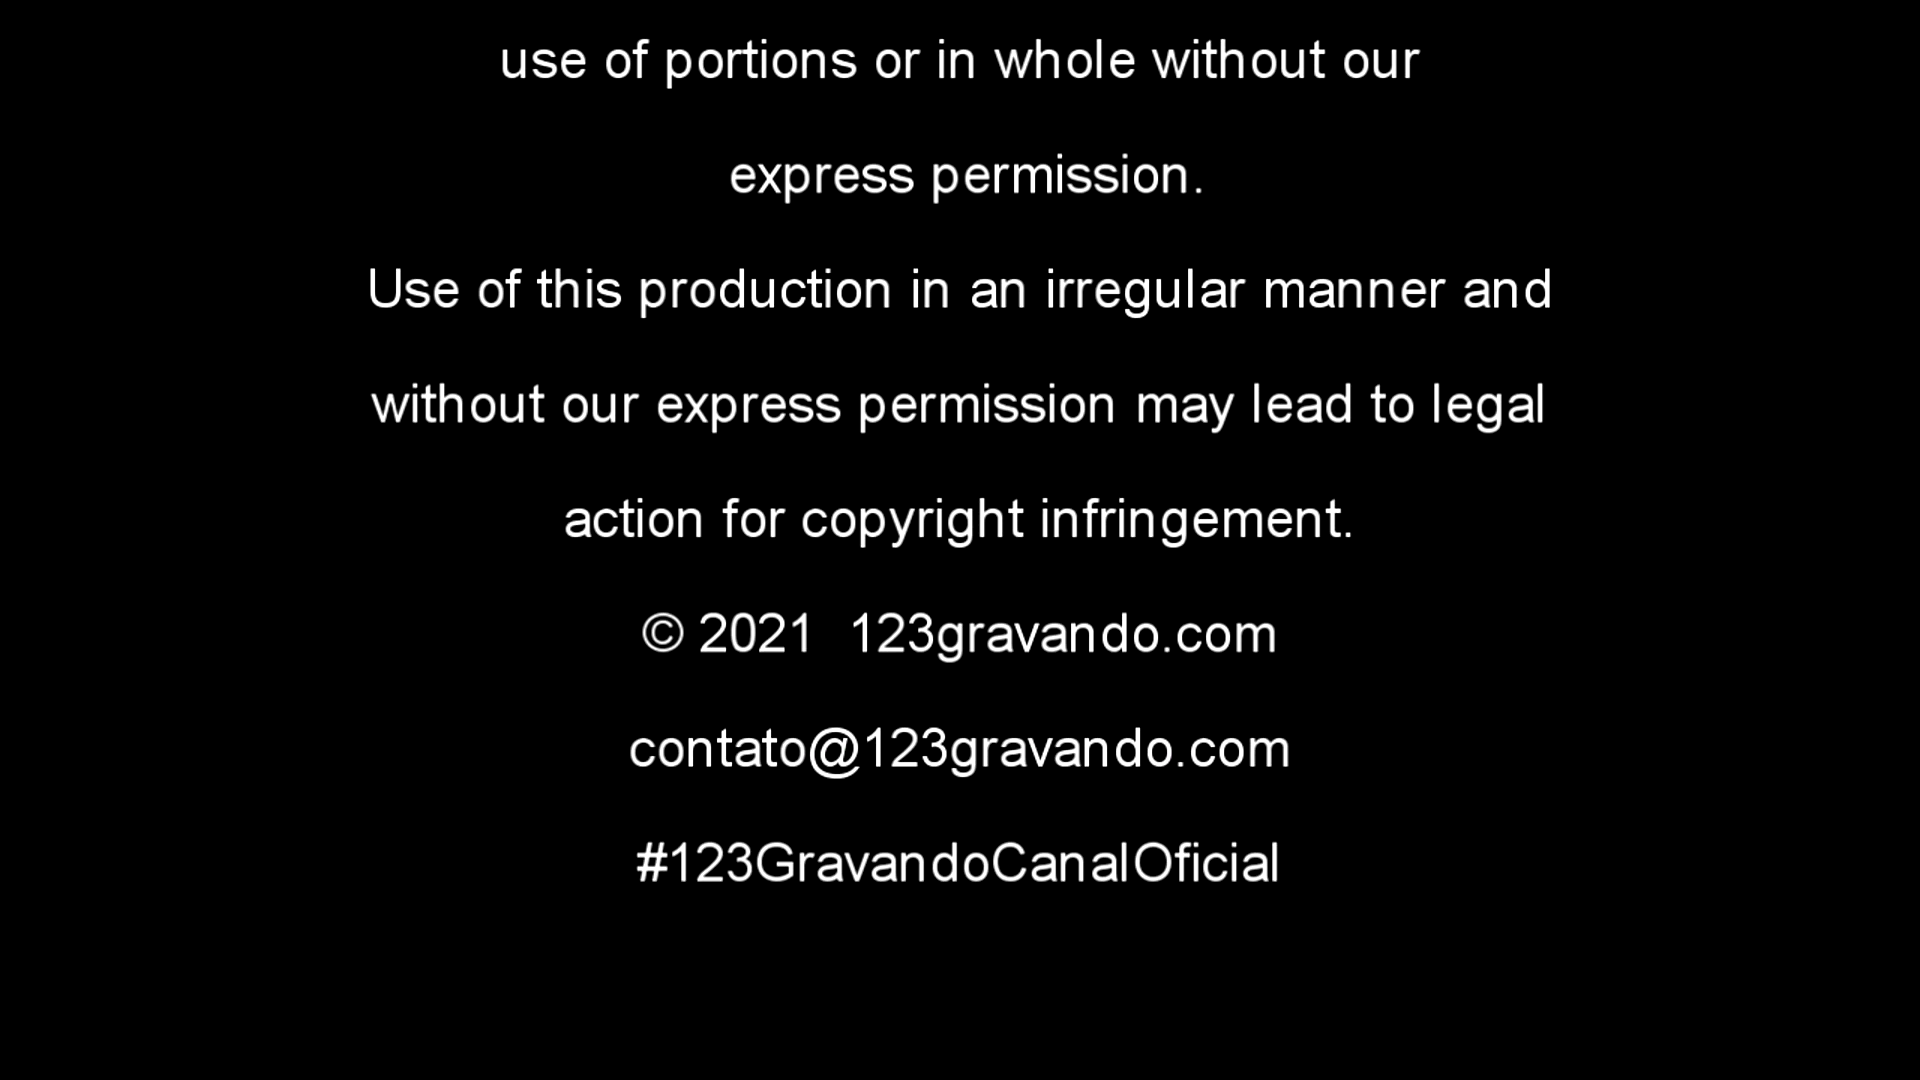 use of portions or in whole without our
express permission.
Use of this production in an irregular manner and
without our express permission may lead to legal
action for copyright infringement.
© 2021  123gravando.com
contato@123gravando.com
#123GravandoCanalOficial